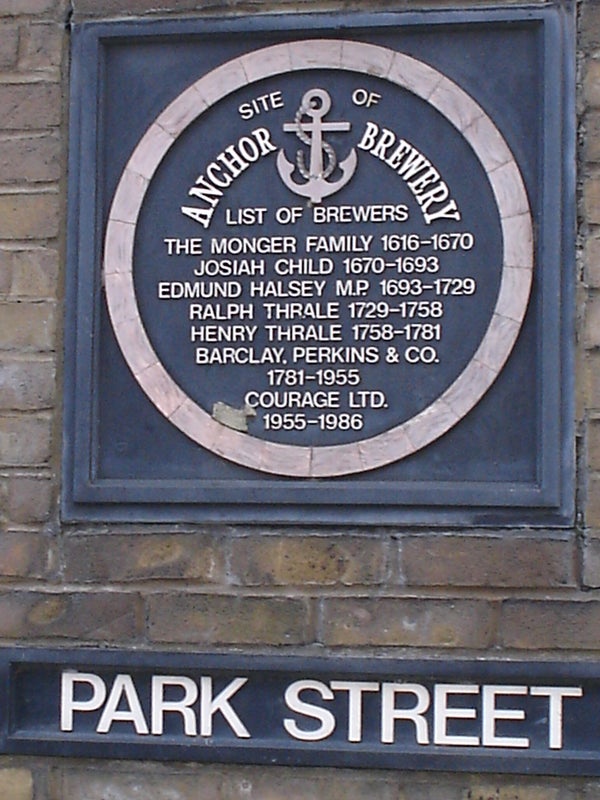 SITE OF
ANCHOR BREWERY
LIST OF BREWERS
THE MONGER FAMILY 1616-1670
JOSIAH CHILD 1670-1693
EDMUND HALSEY M.P. 1693-1729
RALPH THRALE 1729-1758
HENRY THRALE 1758-1781
BARCLAY, PERKINS & CO.
1781-1955
COURAGE LTD.
1955-1986
PARK STREET